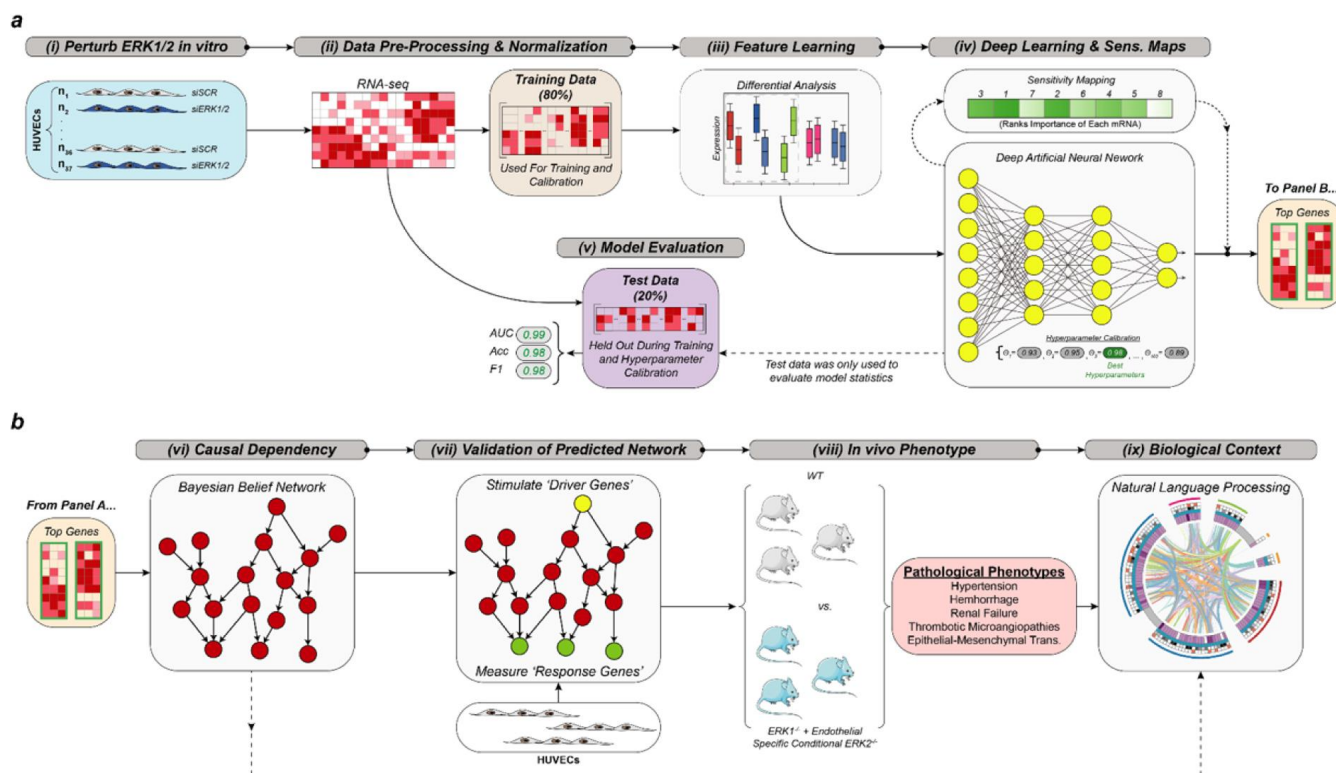 a
(i) Perturb ERK1/2 in vitro
(ii) Data Pre-Processing & Normalization
(iii) Feature Learning
(iv) Deep Learning & Sens. Maps
HUVECs
n1 siSCR
n2 siERK1/2
n36 siSCR
n37 siERK1/2
RNA-seq
Training Data
(80%)
Used For Training and
Calibration
Differential Analysis
Expression
Sensitivity Mapping
3 1 7 2 6 4 5 8
(Ranks Importance of Each mRNA)
Deep Artificial Neural Nework
Hyperparameter Calibration
Θ1= 0.93 , Θ2= 0.95 , Θ3= 0.98 , ... , = 0.89
Best
Hyperparameters
To Panel B...
Top Genes
(v) Model Evaluation
Test Data
(20%)
Held Out During Training
and Hyperparameter
Calibration
AUC 0.99
Acc 0.98
F1 0.98
Test data was only used to
evaluate model statistics
b
(vi) Causal Dependency
(vii) Validation of Predicted Network
(viii) In vivo Phenotype
(ix) Biological Context
From Panel A...
Top Genes
Bayesian Belief Network
Stimulate ‘Driver Genes’
Measure ‘Response Genes’
HUVECs
WT
vs.
ERK1-/- + Endothelial
Specific Conditional ERK2-/-
Pathological Phenotypes
Hypertension
Hemhorrhage
Renal Failure
Thrombotic Microangiopathies
Epithelial-Mesenchymal Trans.
Natural Language Processing